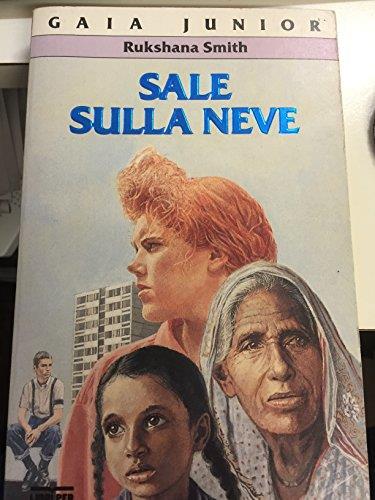 GAIA JUNIOR
Rukshana Smith
SALE
SULLA NEVE